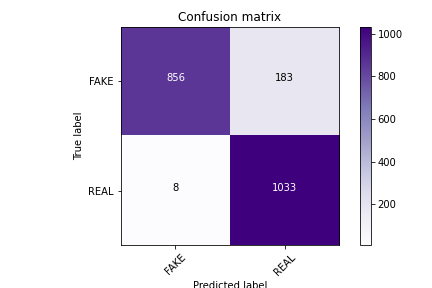 Confusion matrix
True label
FAKE
856
183
REAL
8
1033
FAKE
REAL
Predicted label
1000
800
600
400
200